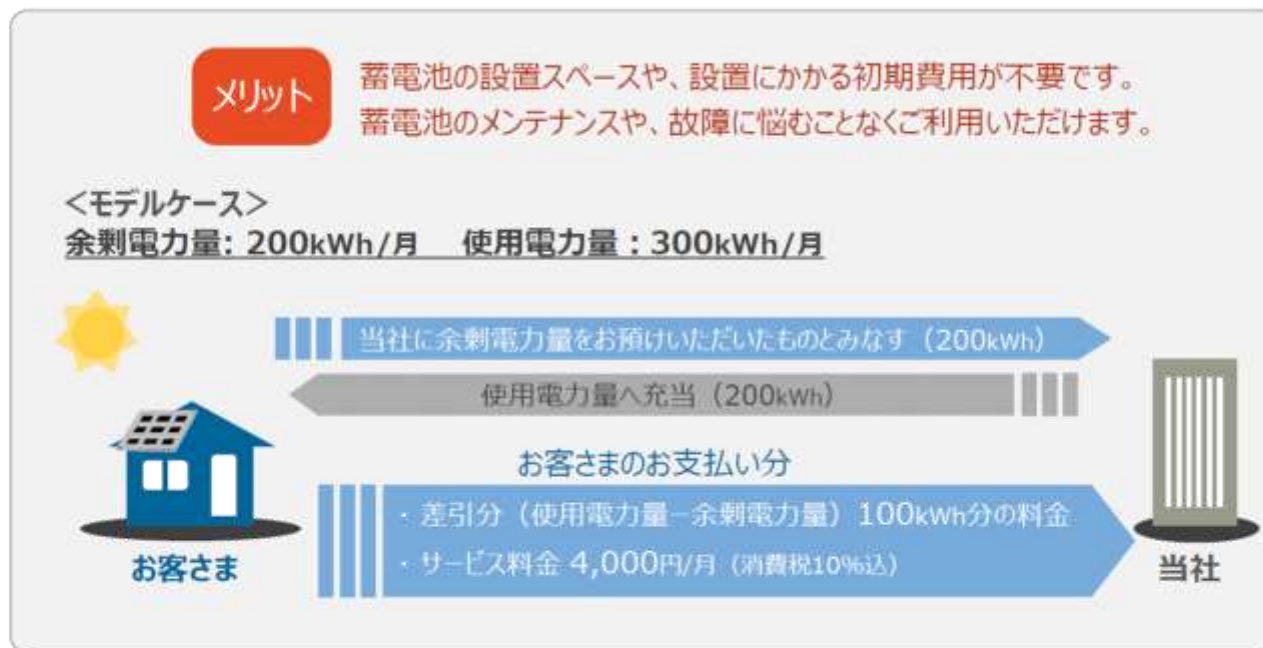 メリット
蓄電池の設置スペースや、設置にかかる初期費用が不要です。
蓄電池のメンテナンスや、故障に悩むことなくご利用いただけます。
＜モデルケース＞
余剰電力量: 200kWh/月　使用電力量：300kWh/月
当社に余剰電力量をお預けいただいたものとみなす（200kWh）
使用電力量へ充当（200kWh）
お客さまのお支払い分
・差引分（使用電力量－余剰電力量）100kWh分の料金
・サービス料金 4,000円/月（消費税10%込）
お客さま
当社